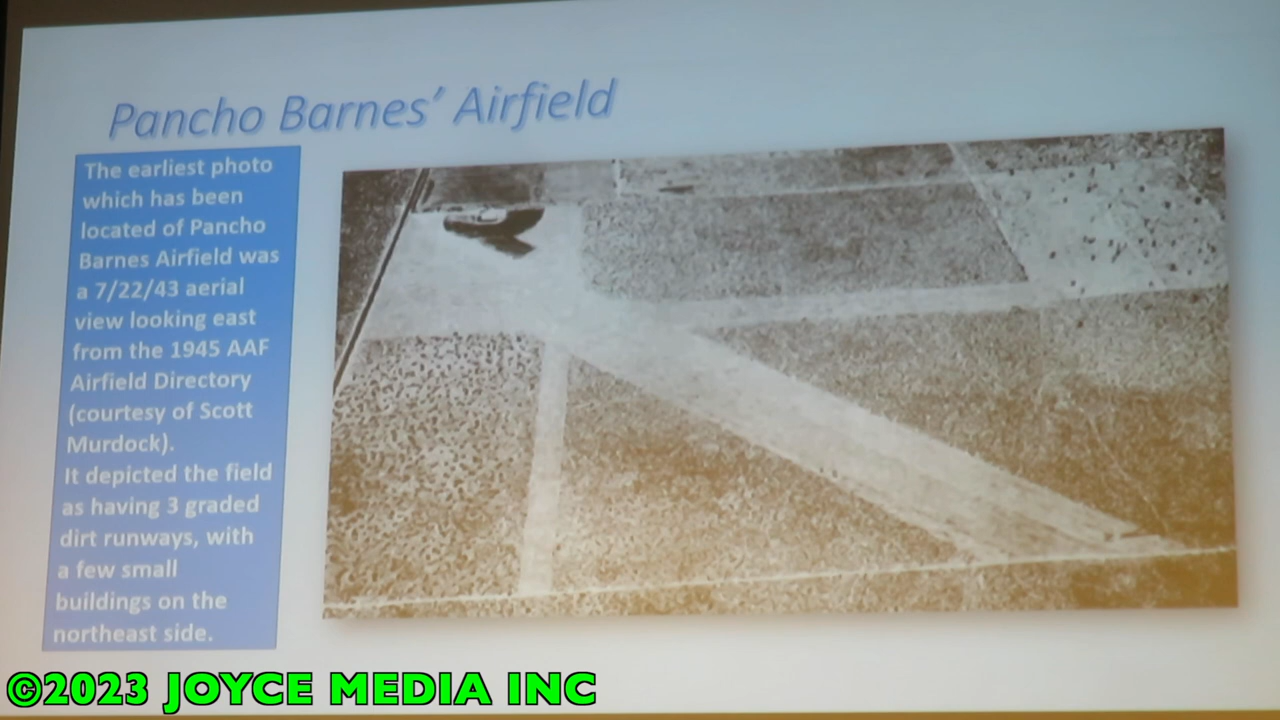 Pancho Barnes’ Airfield
The earliest photo
which has been
located of Pancho
Barnes Airfield was
a 7/22/43 aerial
view looking east
from the 1945 AAF
Airfield Directory
(courtesy of Scott
Murdock).
It depicted the field
as having 3 graded
dirt runways, with
a few small
buildings on the
northeast side.
©2023 JOYCE MEDIA INC